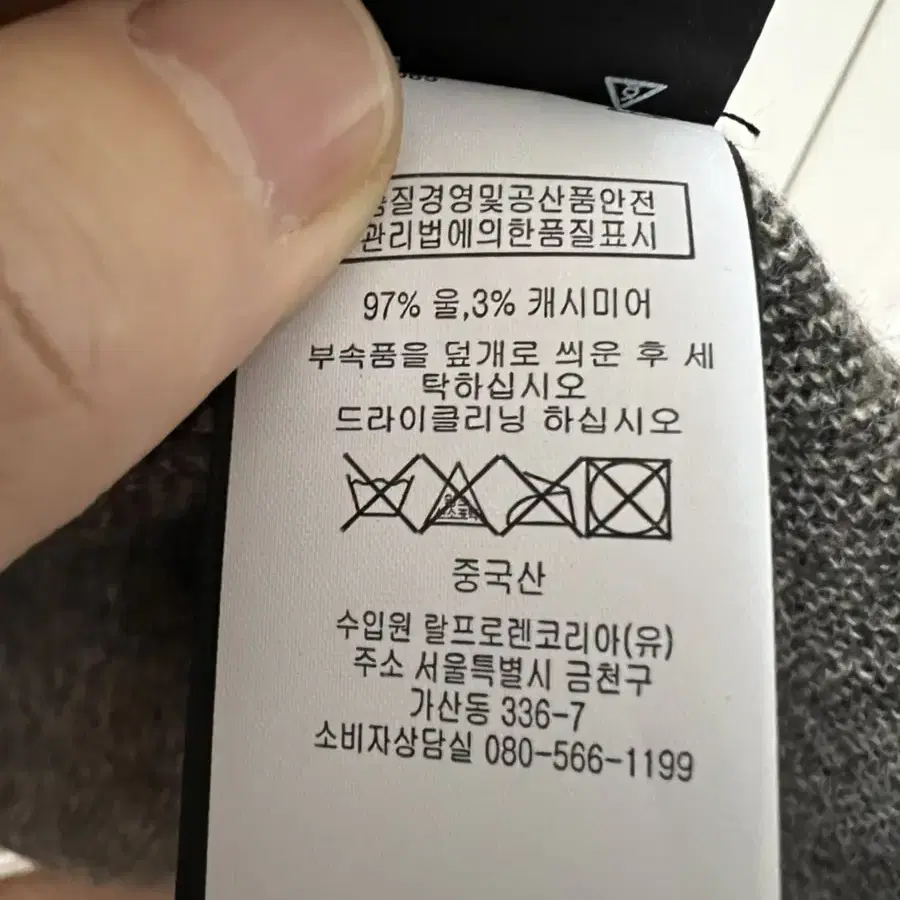 품질경영및공산품안전
관리법에의한품질표시
97% 울,3% 캐시미어
부속품을 덮개로 씌운 후 세
탁하십시오
드라이클리닝 하십시오
중국산
수입원 랄프로렌코리아(유)
주소 서울특별시 금천구
가산동 336-7
소비자상담실 080-566-1199